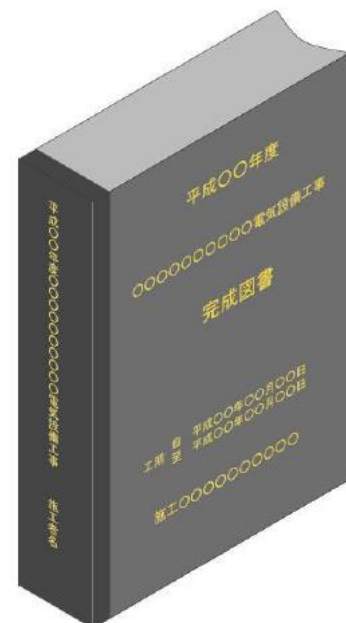 平成〇〇年度
〇〇〇〇〇〇〇〇〇〇電気設備工事
完成図書
工期 自 平成〇〇年〇〇月〇〇日
至 平成〇〇年〇〇月〇〇日
施工〇〇〇〇〇〇〇〇〇〇
平成〇〇年度〇〇〇〇〇〇〇〇〇〇電気設備工事 施工者名